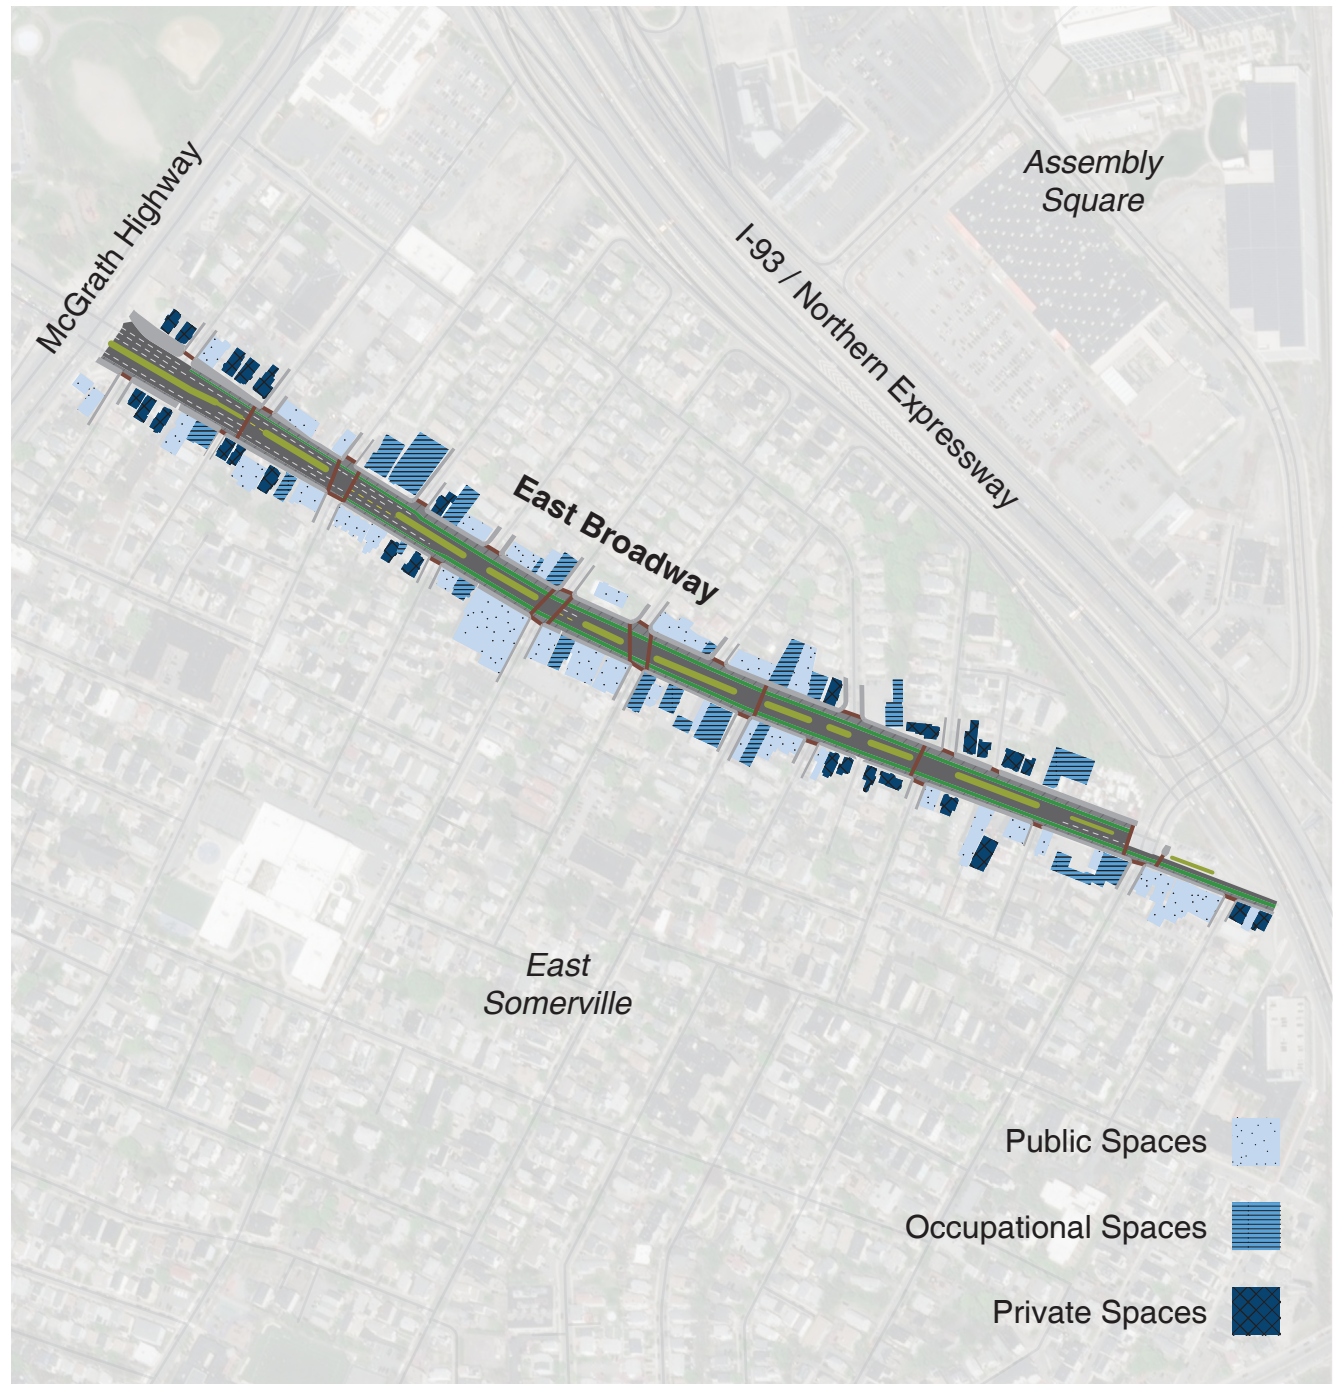 McGrath Highway
Assembly
Square
I-93 / Northern Expressway
East Broadway
East
Somerville
Public Spaces
Occupational Spaces
Private Spaces